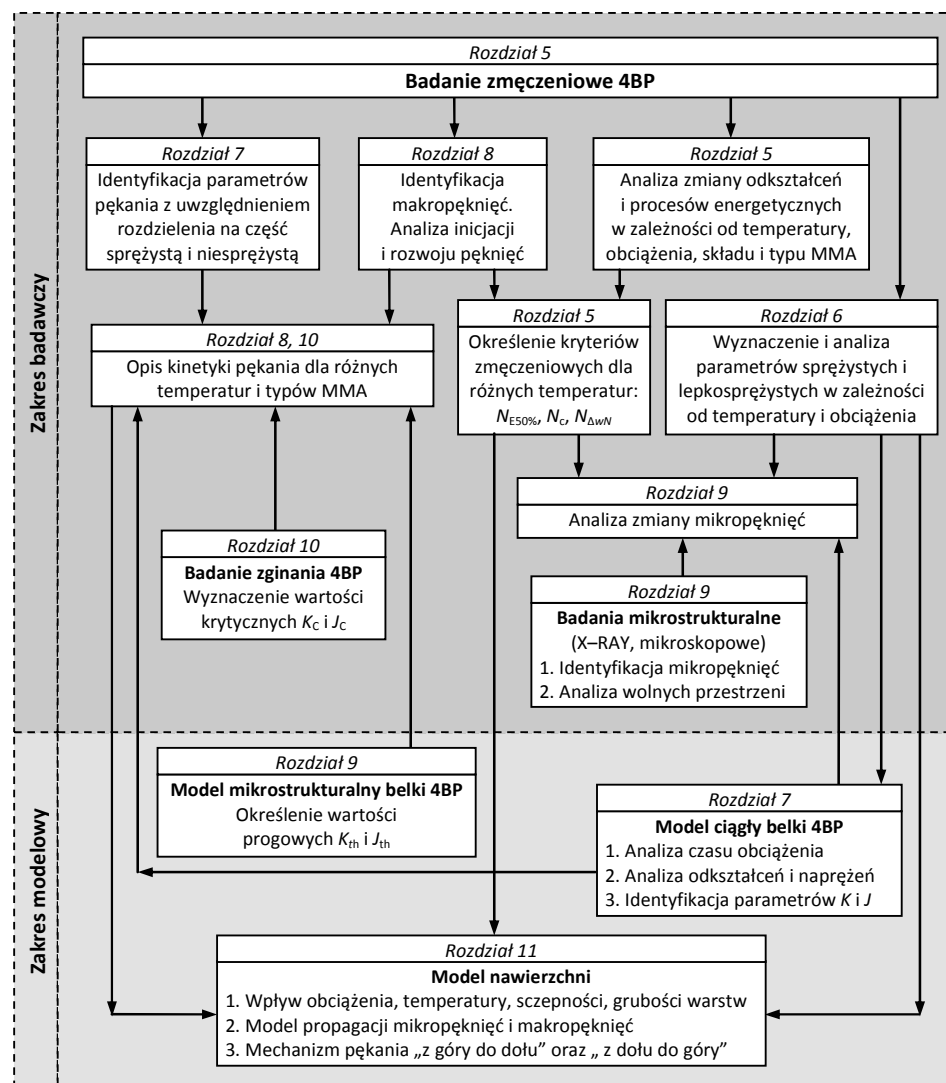 Zakres badawczy
Rozdział 5
Badanie zmęczeniowe 4BP
Rozdział 7
Identyfikacja parametrów
pękania z uwzględnieniem
rozdzielenia na część
sprężystą i niesprężystą
Rozdział 8
Identyfikacja
makropęknięć.
Analiza inicjacji
i rozwoju pęknięć
Rozdział 5
Analiza zmiany odkształceń
i procesów energetycznych
w zależności od temperatury,
obciążenia, składu i typu MMA
Rozdział 8, 10
Opis kinetyki pękania dla różnych
temperatur i typów MMA
Rozdział 5
Określenie kryteriów
zmęczeniowych dla
różnych temperatur:
N_E50%, N_c, N_ΔwN
Rozdział 6
Wyznaczenie i analiza
parametrów sprężystych i
lepkosprężystych w zależności
od temperatury i obciążenia
Rozdział 9
Analiza zmiany mikropęknięć
Rozdział 10
Badanie zginania 4BP
Wyznaczenie wartości
krytycznych K_C i J_C
Rozdział 9
Badania mikrostrukturalne
(X–RAY, mikroskopowe)
1. Identyfikacja mikropęknięć
2. Analiza wolnych przestrzeni
Zakres modelowy
Rozdział 9
Model mikrostrukturalny belki 4BP
Określenie wartości
progowych K_th i J_th
Rozdział 7
Model ciągły belki 4BP
1. Analiza czasu obciążenia
2. Analiza odkształceń i naprężeń
3. Identyfikacja parametrów K i J
Rozdział 11
Model nawierzchni
1. Wpływ obciążenia, temperatury, sczepności, grubości warstw
2. Model propagacji mikropęknięć i makropęknięć
3. Mechanizm pękania „z góry do dołu” oraz „ z dołu do góry”